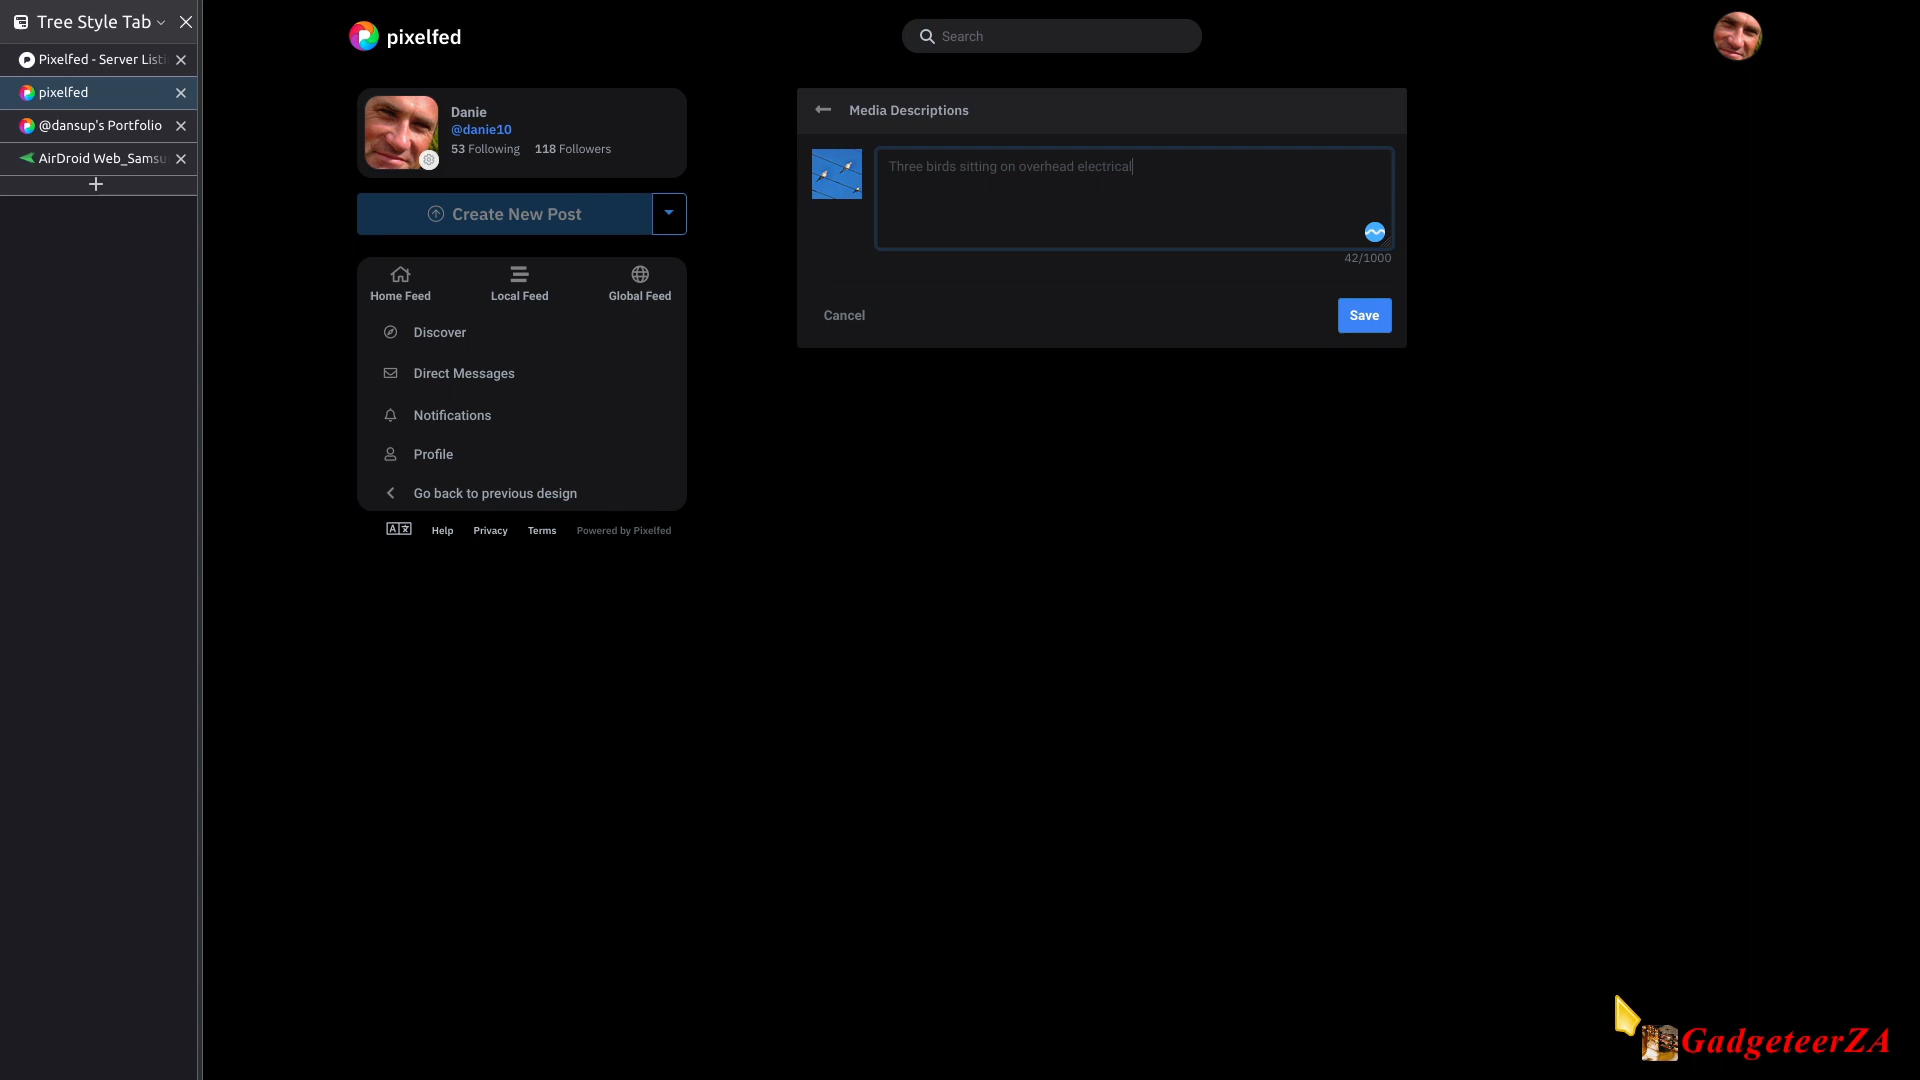 Tree Style Tab
Pixelfed - Server Listi
pixelfed
@dansup's Portfolio
AirDroid Web_Samsu
pixelfed
Search
Danie
@danie10
53 Following 118 Followers
Create New Post
Home Feed Local Feed Global Feed
Discover
Direct Messages
Notifications
Profile
Go back to previous design
Help Privacy Terms Powered by Pixelfed
Media Descriptions
Three birds sitting on overhead electrical
42/1000
Cancel Save
GadgeteerZA